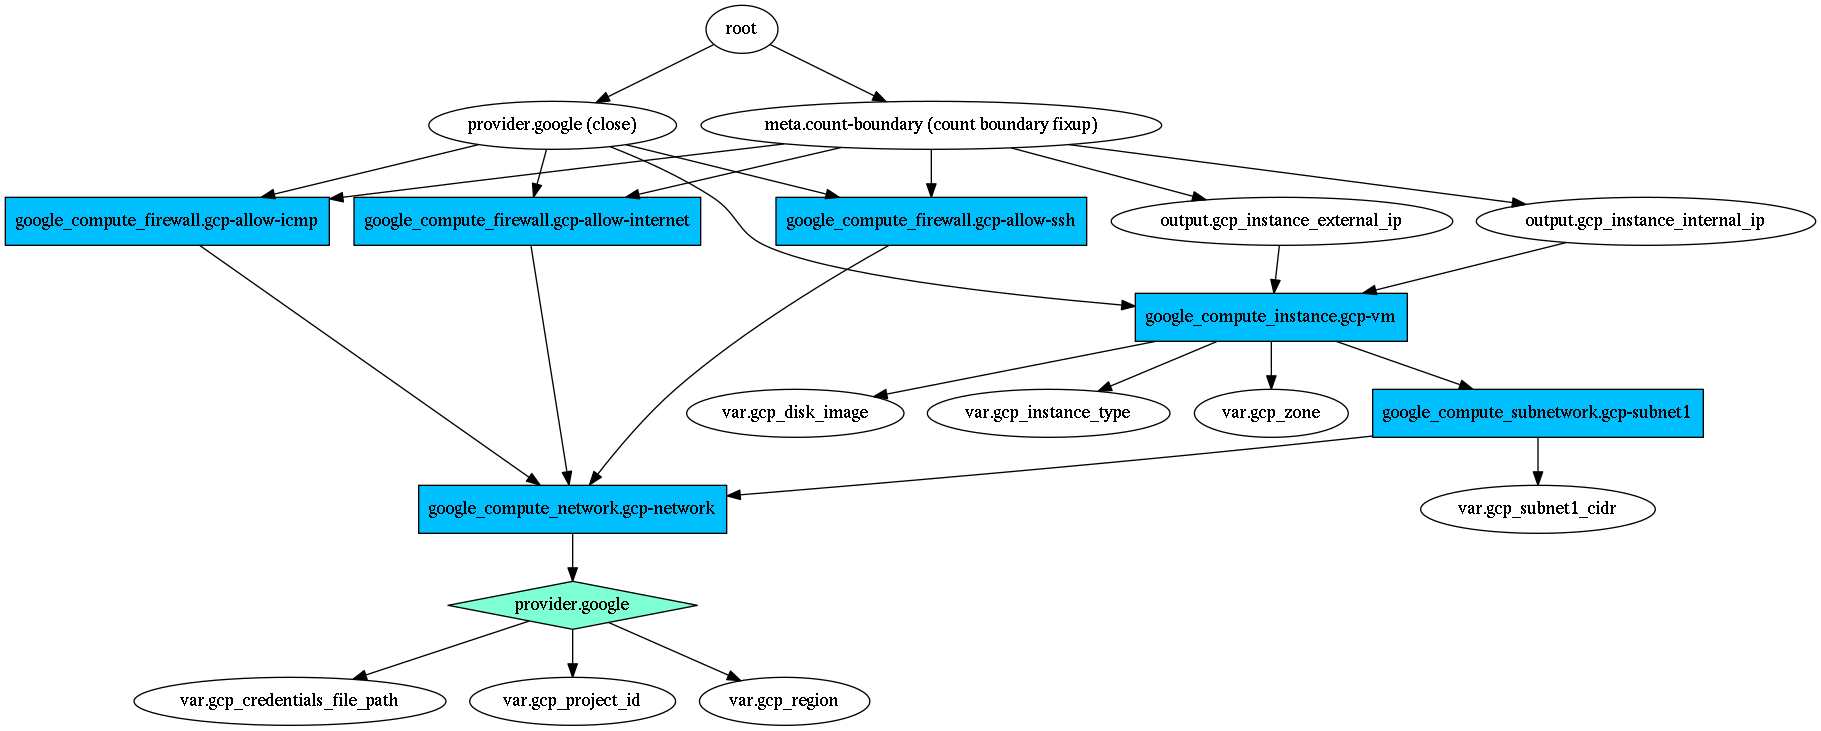 root
provider.google (close)
meta.count-boundary (count boundary fixup)
google_compute_firewall.gcp-allow-icmp
google_compute_firewall.gcp-allow-internet
google_compute_firewall.gcp-allow-ssh
output.gcp_instance_external_ip
output.gcp_instance_internal_ip
google_compute_instance.gcp-vm
var.gcp_disk_image
var.gcp_instance_type
var.gcp_zone
google_compute_subnetwork.gcp-subnet1
google_compute_network.gcp-network
var.gcp_subnet1_cidr
provider.google
var.gcp_credentials_file_path
var.gcp_project_id
var.gcp_region